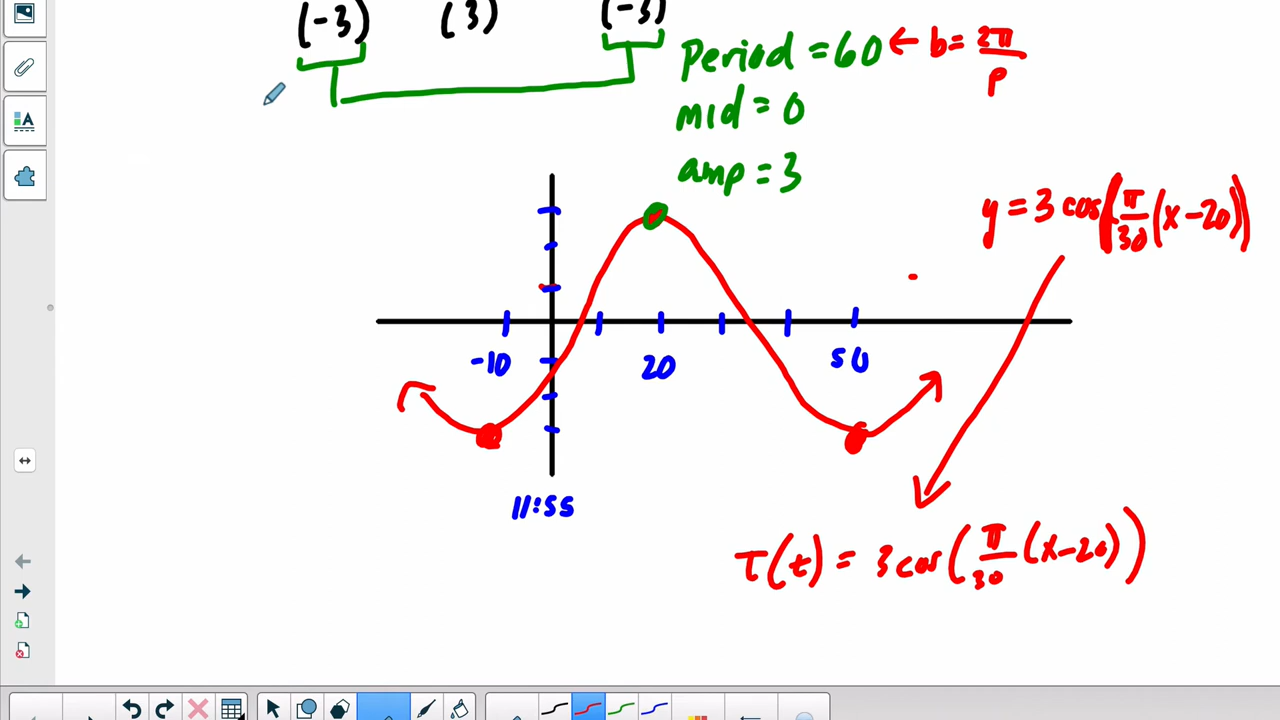 (-3) (3) (-3)
period = 60 ← b = 2π/p
mid = 0
amp = 3
y = 3 cos(π/30 (x-20))
-10 20 50
11:55
T(t) = 3 cos(π/30 (x-20))
A